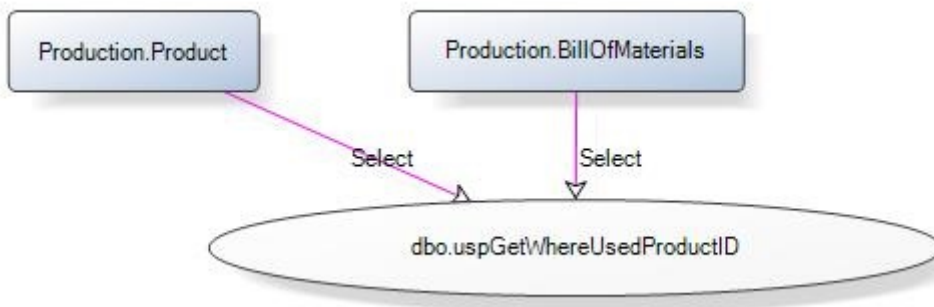 Production.Product
Production.BillOfMaterials
Select
Select
dbo.uspGetWhereUsedProductID